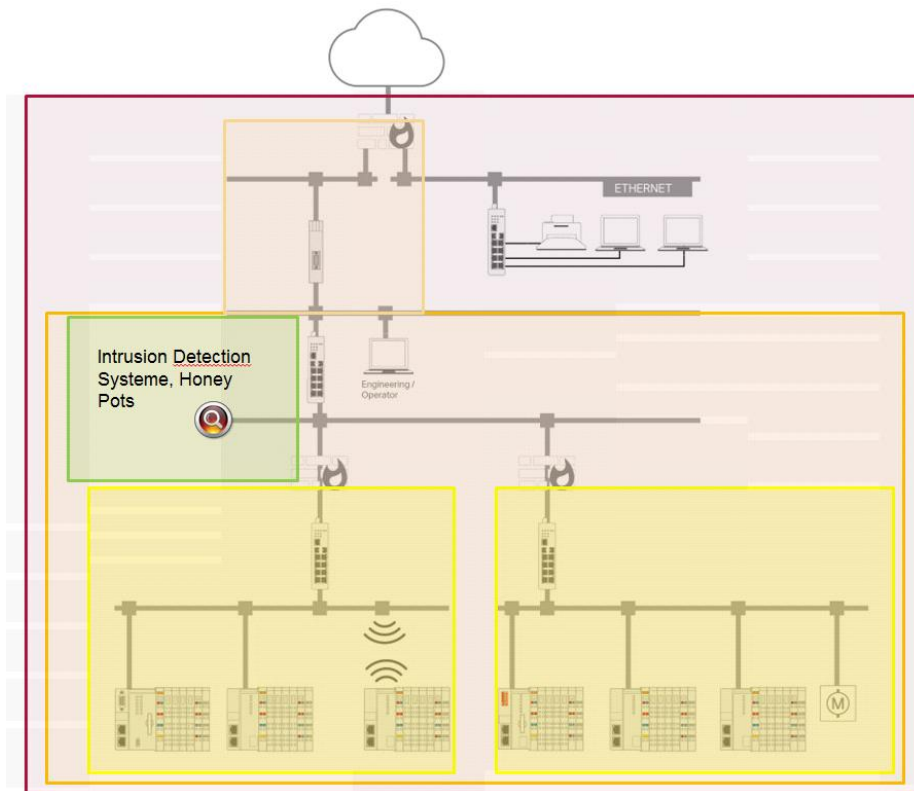 ETHERNET
Intrusion Detection
Systeme, Honey
Pots
Engineering /
Operator
M